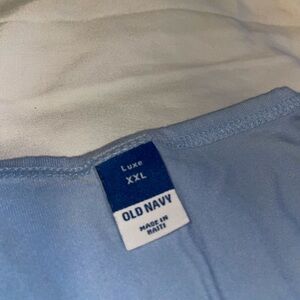 Luxe
XXL
OLD NAVY
MADE IN
HAITI